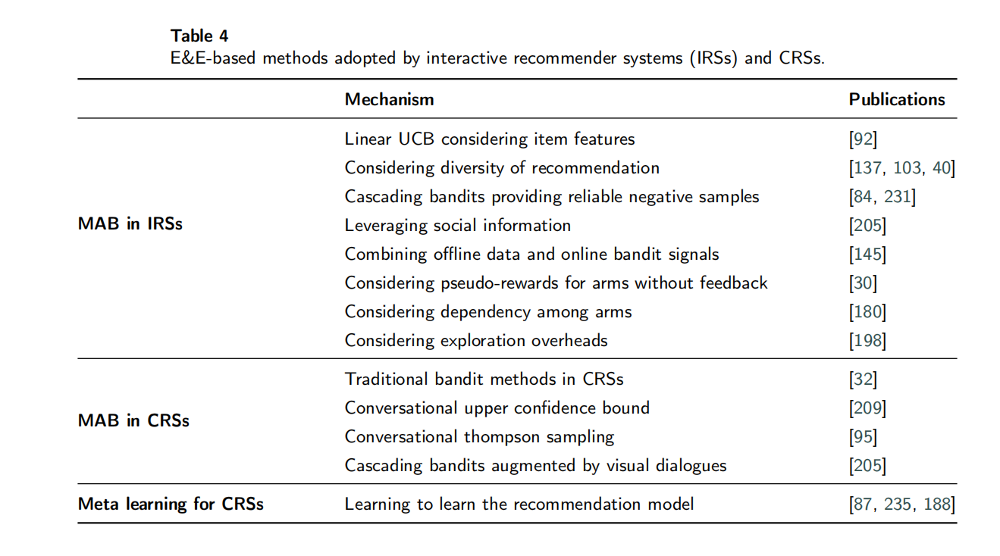 Table 4
E&E-based methods adopted by interactive recommender systems (IRSs) and CRSs.
Mechanism Publications
MAB in IRSs
Linear UCB considering item features [92]
Considering diversity of recommendation [137, 103, 40]
Cascading bandits providing reliable negative samples [84, 231]
Leveraging social information [205]
Combining offline data and online bandit signals [145]
Considering pseudo-rewards for arms without feedback [30]
Considering dependency among arms [180]
Considering exploration overheads [198]
MAB in CRSs
Traditional bandit methods in CRSs [32]
Conversational upper confidence bound [209]
Conversational thompson sampling [95]
Cascading bandits augmented by visual dialogues [205]
Meta learning for CRSs Learning to learn the recommendation model [87, 235, 188]